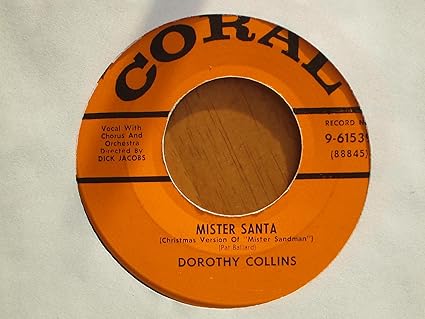 CORAL
Vocal With
Chorus And
Orchestra
Directed By
DICK JACOBS
RECORD
9-6153
(88845)
MISTER SANTA
(Christmas Version Of "Mister Sandman")
(Pat Ballard)
DOROTHY COLLINS